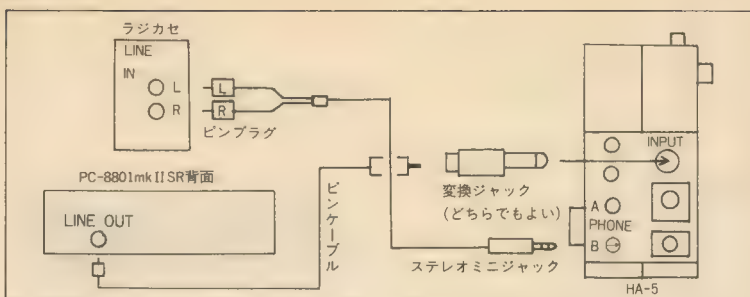 ラジカセ
LINE
IN
L
R
L
R
ピンプラグ
PC-8801mkⅡSR背面
LINE OUT
ピンケーブル
変換ジャック
(どちらでもよい)
ステレオミニジャック
INPUT
A
PHONE
B
HA-5